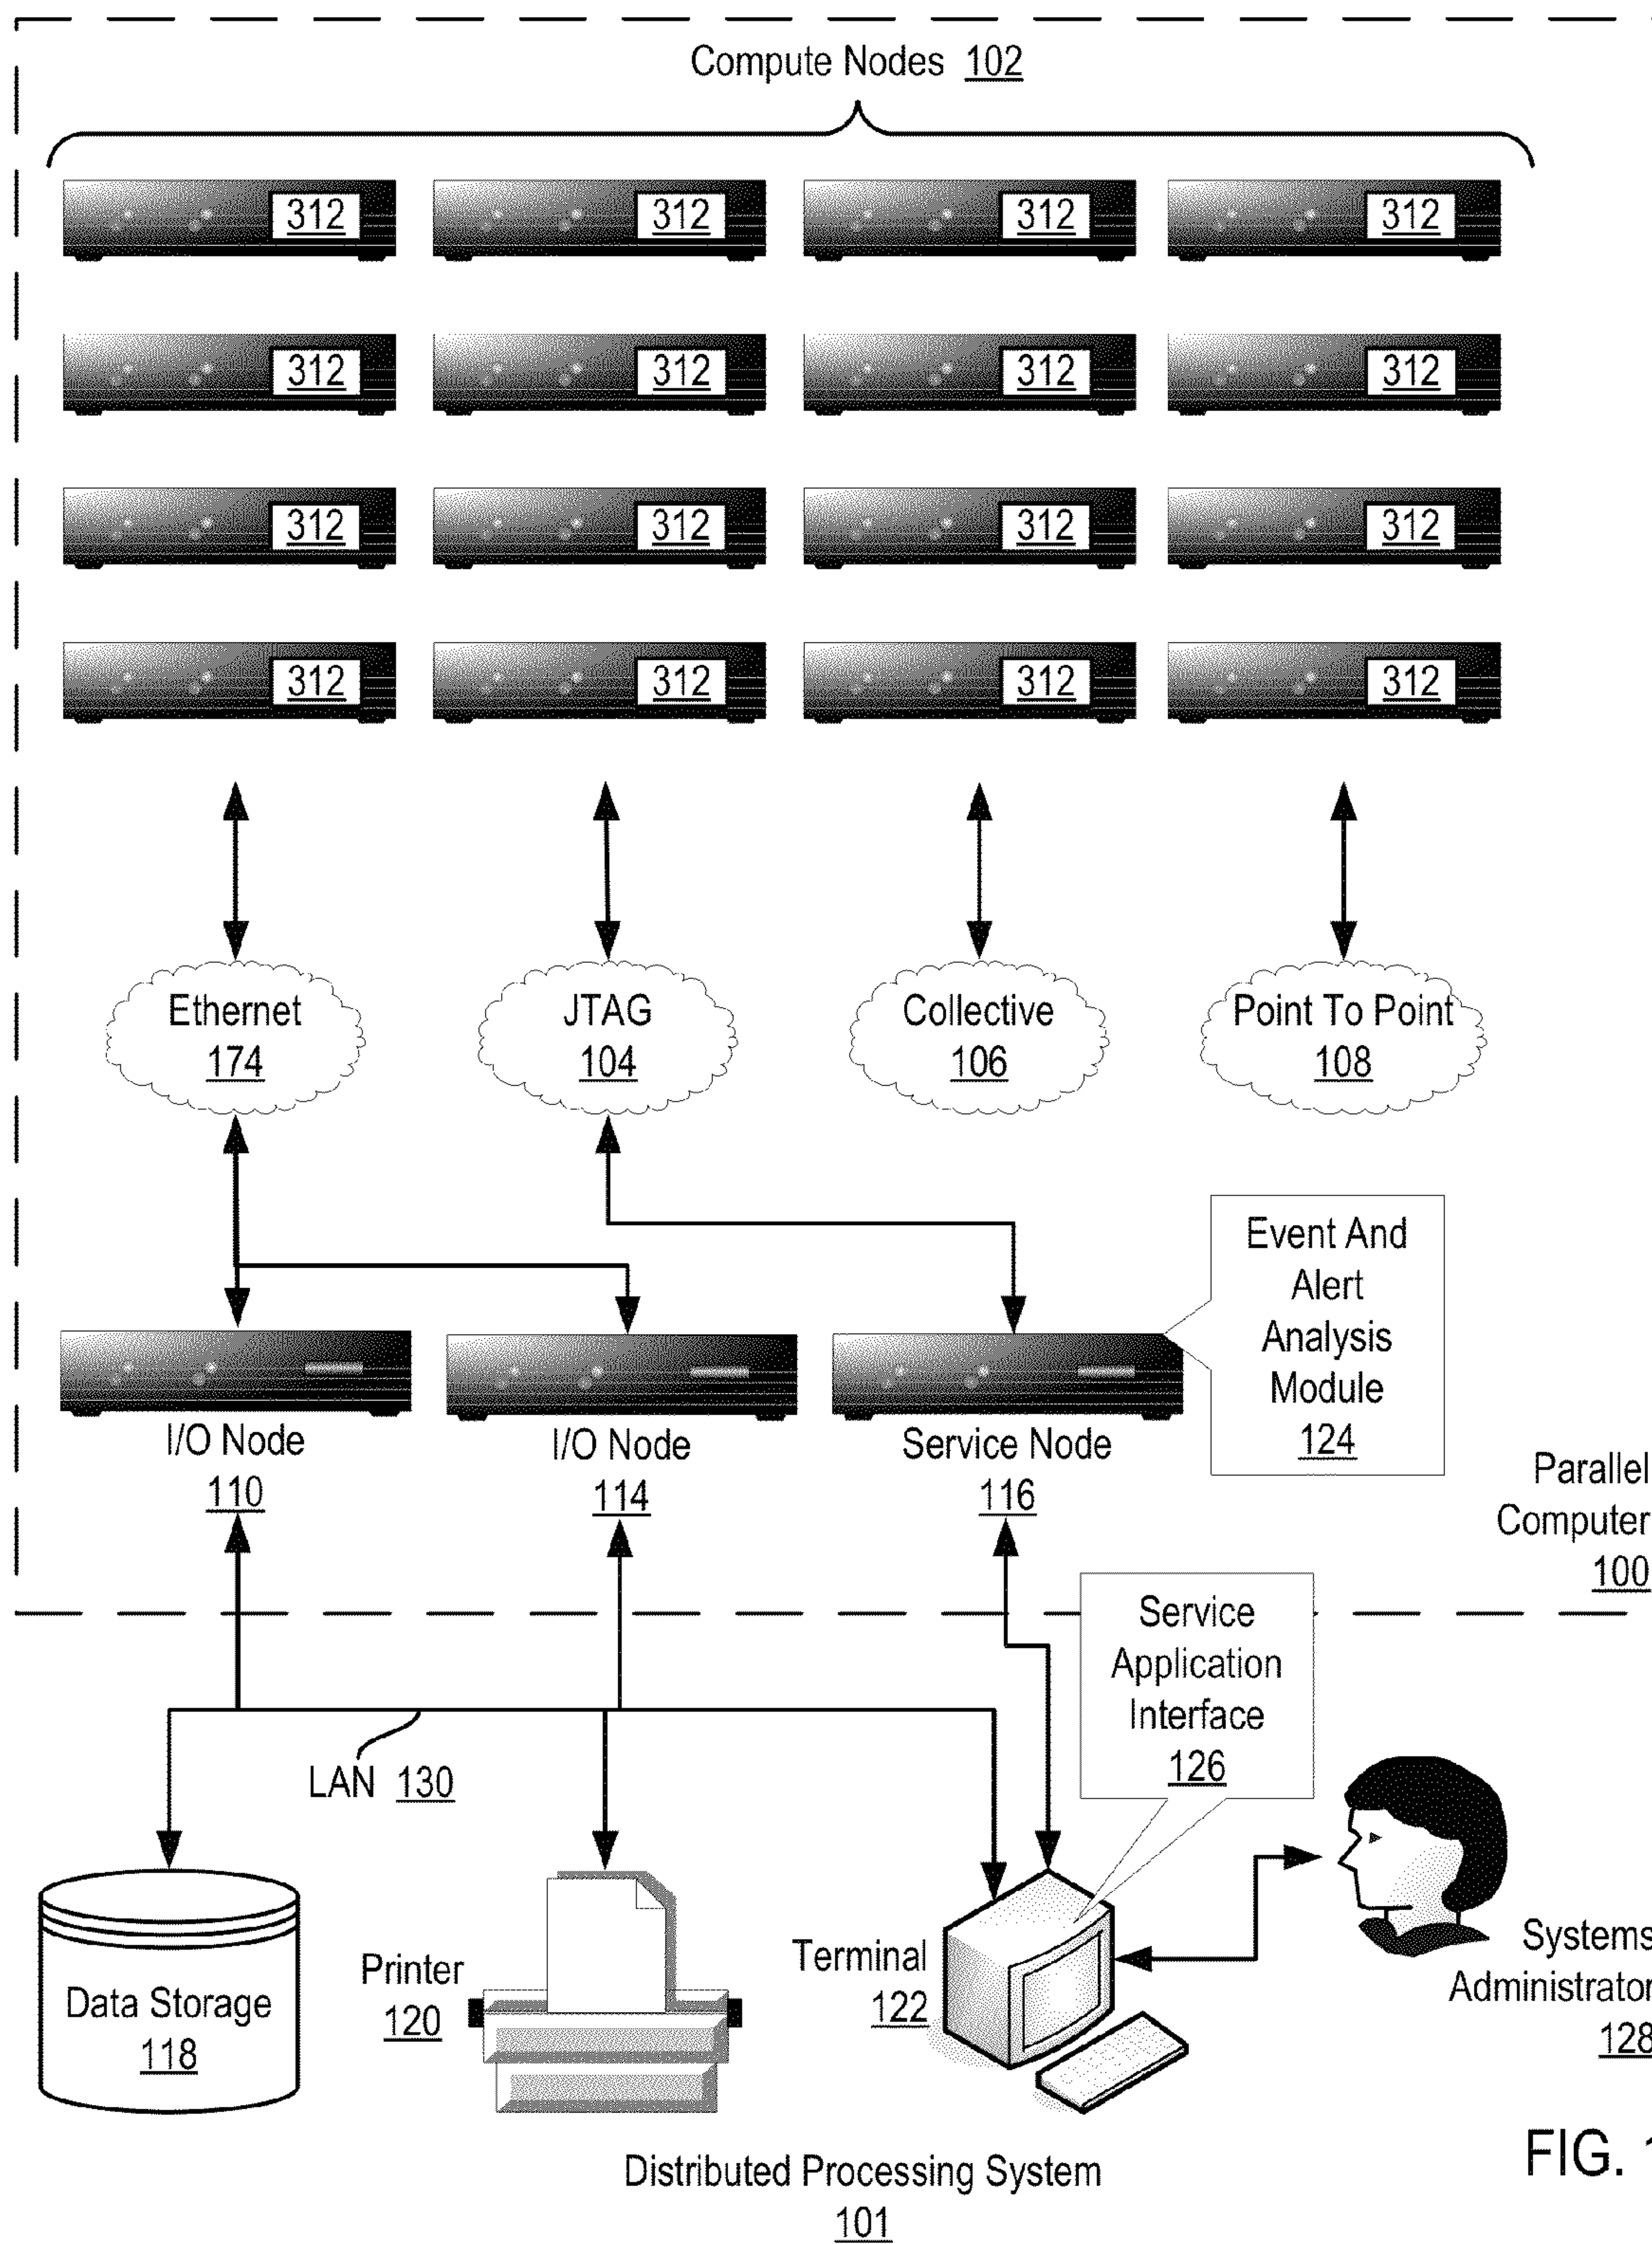 Compute Nodes 102
312 312 312 312
312 312 312 312
312 312 312 312
312 312 312 312
Ethernet
174
JTAG
104
Collective
106
Point To Point
108
Event And
Alert
Analysis
Module
124
I/O Node
110
I/O Node
114
Service Node
116
Parallel
Computer
100
Service
Application
Interface
126
LAN 130
Data Storage
118
Printer
120
Terminal
122
Systems
Administrator
128
Distributed Processing System
101
FIG. 1